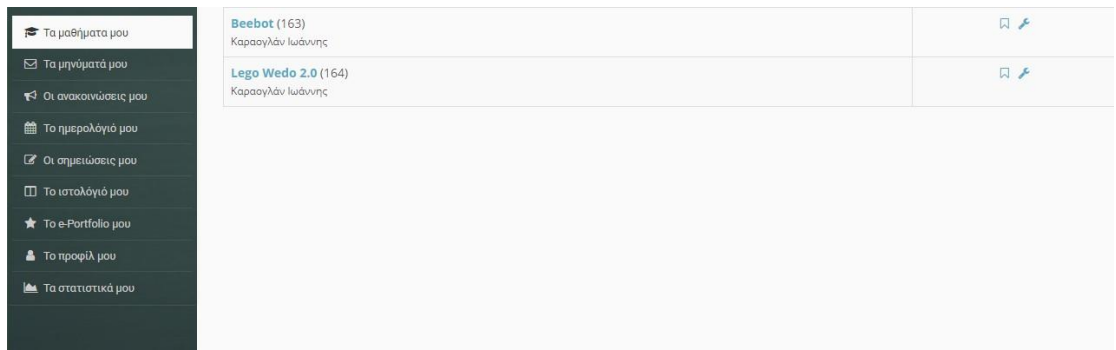 Τα μαθήματα μου
Τα μηνύματά μου
Οι ανακοινώσεις μου
Το ημερολόγιό μου
Οι σημειώσεις μου
Το ιστολόγιό μου
Το e-Portfolio μου
Το προφίλ μου
Τα στατιστικά μου
Beebot (163)
Καραογλάν Ιωάννης
Lego Wedo 2.0 (164)
Καραογλάν Ιωάννης